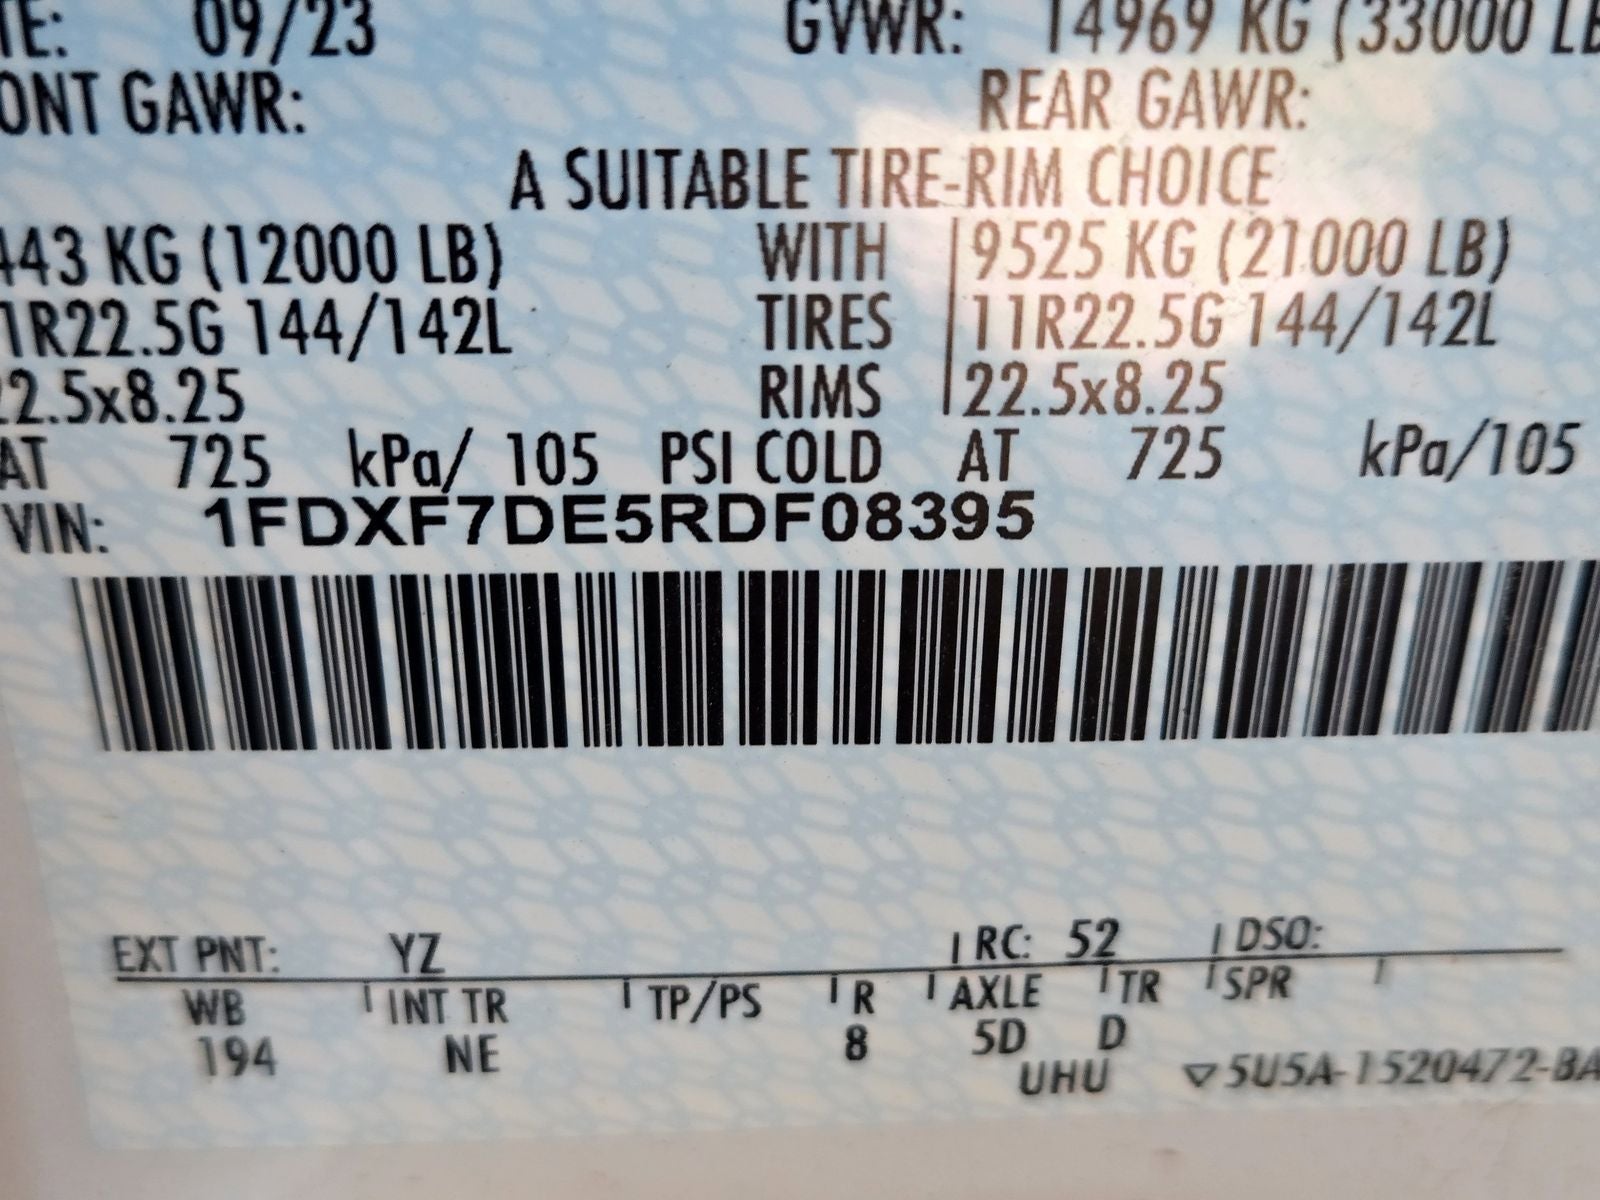 TE: 09/23 GVWR: 14969 KG (33000 LB
ONT GAWR: REAR GAWR:
A SUITABLE TIRE-RIM CHOICE
443 KG (12000 LB) WITH 9525 KG (21000 LB)
1R22.5G 144/142L TIRES 11R22.5G 144/142L
22.5x8.25 RIMS 22.5x8.25
AT 725 kPa/ 105 PSI COLD AT 725 kPa/105
VIN: 1FDXF7DE5RDF08395
EXT PNT: YZ RC: 52 DSO:
WB INT TR TP/PS R AXLE TR SPR
194 NE 8 5D D
UHU ▽5U5A-1520472-BA